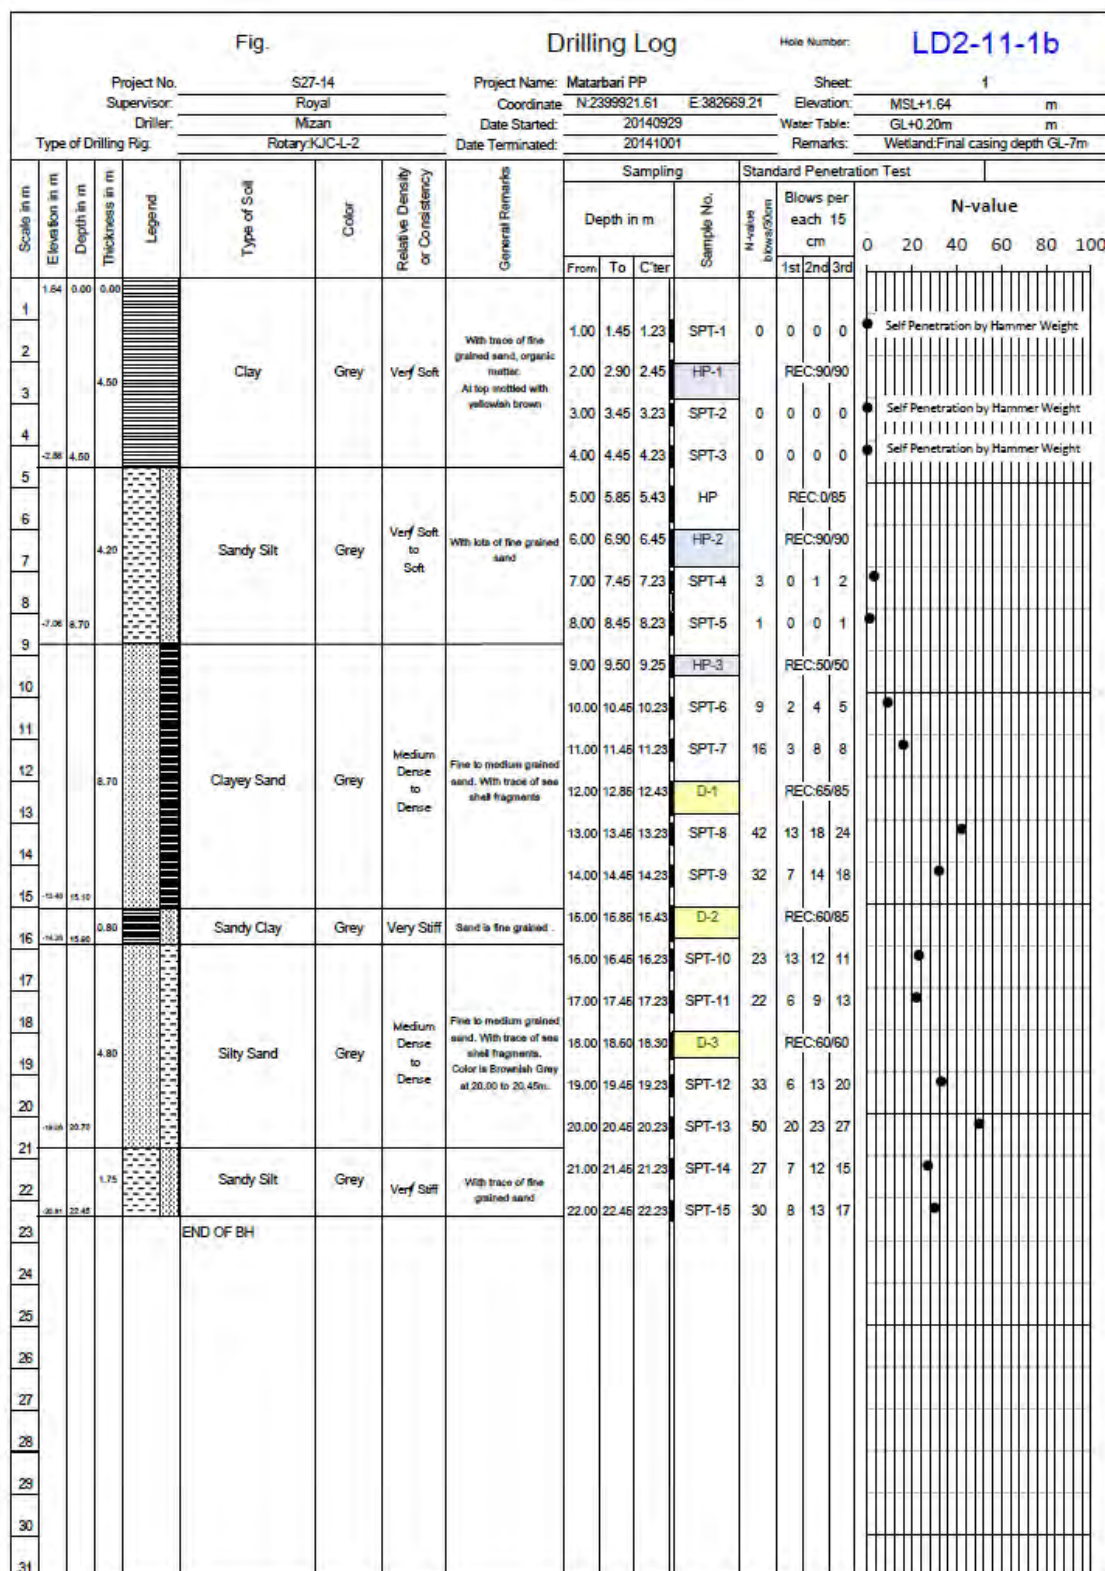 Fig. Drilling Log Hole Number: LD2-11-1b
Project No. S27-14 Project Name: Matarbari PP Sheet: 1
Supervisor: Royal Coordinate N:2399921.61 E:382669.21 Elevation: MSL+1.64 m
Driller: Mizan Date Started: 20140929 Water Table: GL+0.20m m
Type of Drilling Rig: Rotary:KJC-L-2 Date Terminated: 20141001 Remarks: Wetland:Final casing depth GL-7m
Scale in m
Elevation in m
Depth in m
Thickness in m
Legend
Type of Soil
Color
Relative Density
or Consistency
General Remarks
Sampling
Depth in m
From To C'ter
Sample No.
Standard Penetration Test
N-value
blows/30cm
Blows per
each 15
cm
1st 2nd 3rd
N-value
0 20 40 60 80 100
1.64 0.00 0.00
1
1.00 1.45 1.23 SPT-1 0 0 0 0 Self Penetration by Hammer Weight
2
4.50 Clay Grey Very Soft
With trace of fine
grained sand, organic
matter.
At top mottled with
yellowish brown
2.00 2.90 2.45 HP-1 REC:90/90
3
3.00 3.45 3.23 SPT-2 0 0 0 0 Self Penetration by Hammer Weight
4
-2.86 4.50
4.00 4.45 4.23 SPT-3 0 0 0 0 Self Penetration by Hammer Weight
5
5.00 5.85 5.43 HP REC:0/85
6
4.20 Sandy Silt Grey
Very Soft
to
Soft
With lots of fine grained
sand
6.00 6.90 6.45 HP-2 REC:90/90
7
7.00 7.45 7.23 SPT-4 3 0 1 2
8
-7.06 8.70
8.00 8.45 8.23 SPT-5 1 0 0 1
9
9.00 9.50 9.25 HP-3 REC:50/50
10
10.00 10.45 10.23 SPT-6 9 2 4 5
11
11.00 11.45 11.23 SPT-7 16 3 8 8
12
8.70 Clayey Sand Grey
Medium
Dense
to
Dense
Fine to medium grained
sand. With trace of sea
shell fragments
12.00 12.85 12.43 D-1 REC:65/85
13
13.00 13.45 13.23 SPT-8 42 13 18 24
14
14.00 14.45 14.23 SPT-9 32 7 14 18
15
15.10
15.00 15.85 15.43 D-2 REC:60/85
0.80 Sandy Clay Grey Very Stiff Sand is fine grained .
16
15.90
16.00 16.45 16.23 SPT-10 23 13 12 11
17
17.00 17.45 17.23 SPT-11 22 6 9 13
18
4.80 Silty Sand Grey
Medium
Dense
to
Dense
Fine to medium grained
sand. With trace of sea
shell fragments.
Color is Brownish Grey
at 20.00 to 20.45m.
18.00 18.60 18.30 D-3 REC:60/60
19
19.00 19.45 19.23 SPT-12 33 6 13 20
20
20.70
20.00 20.45 20.23 SPT-13 50 20 23 27
21
1.75 Sandy Silt Grey Very Stiff
With trace of fine
grained sand
21.00 21.45 21.23 SPT-14 27 7 12 15
22
-20.81 22.45
22.00 22.45 22.23 SPT-15 30 8 13 17
23
END OF BH
24
25
26
27
28
29
30
31